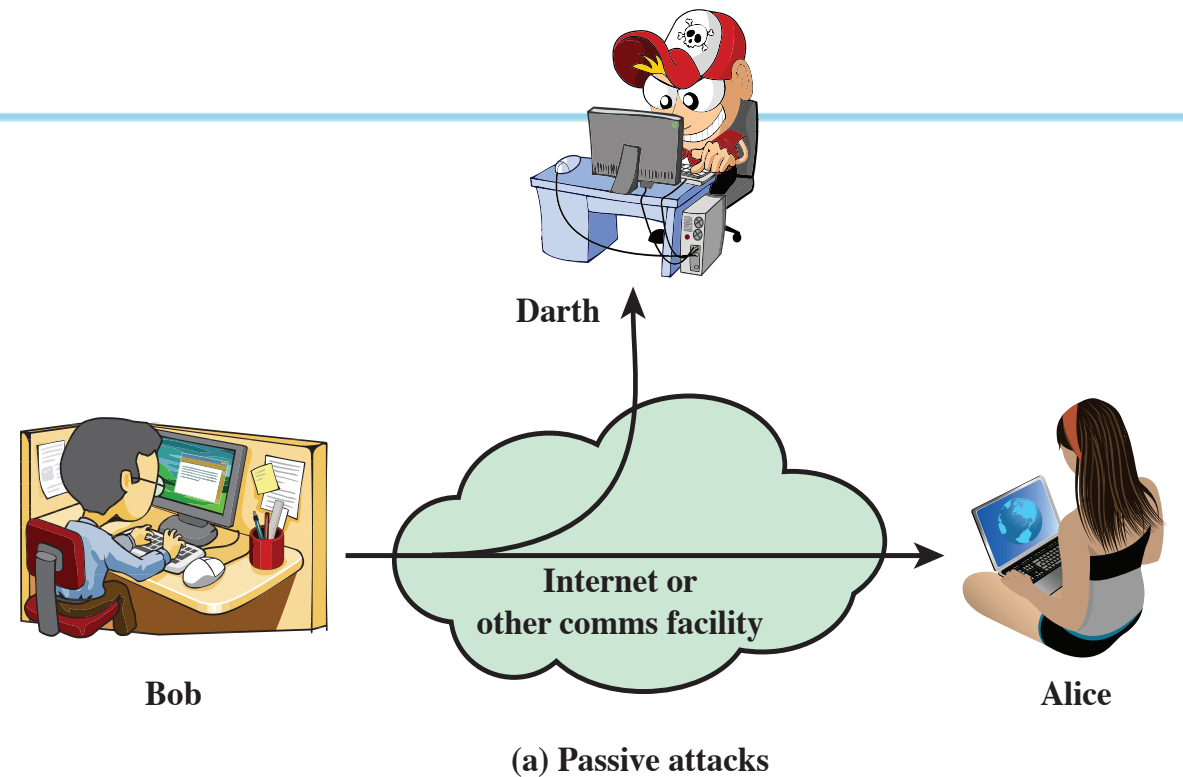 Darth
Internet or
other comms facility
Bob
Alice
(a) Passive attacks